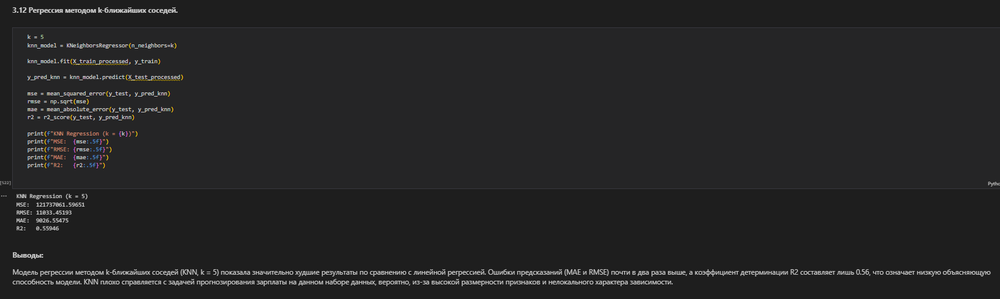 3.12 Регрессия методом k-ближайших соседей.
k = 5
knn_model = KNeighborsRegressor(n_neighbors=k)
knn_model.fit(X_train_processed, y_train)
y_pred_knn = knn_model.predict(X_test_processed)
mse = mean_squared_error(y_test, y_pred_knn)
rmse = np.sqrt(mse)
mae = mean_absolute_error(y_test, y_pred_knn)
r2 = r2_score(y_test, y_pred_knn)
print(f"KNN Regression (k = {k})")
print(f"MSE:  {mse:.5f}")
print(f"RMSE: {rmse:.5f}")
print(f"MAE:  {mae:.5f}")
print(f"R2:   {r2:.5f}")
[522]
Pytho
...
KNN Regression (k = 5)
MSE:  121737061.59651
RMSE: 11033.45193
MAE:  9026.55475
R2:   0.55946
Выводы:
Модель регрессии методом k-ближайших соседей (KNN, k = 5) показала значительно худшие результаты по сравнению с линейной регрессией. Ошибки предсказаний (MAE и RMSE) почти в два раза выше, а коэффициент детерминации R2 составляет лишь 0.56, что означает низкую объясняющую
способность модели. KNN плохо справляется с задачей прогнозирования зарплаты на данном наборе данных, вероятно, из-за высокой размерности признаков и нелокального характера зависимости.